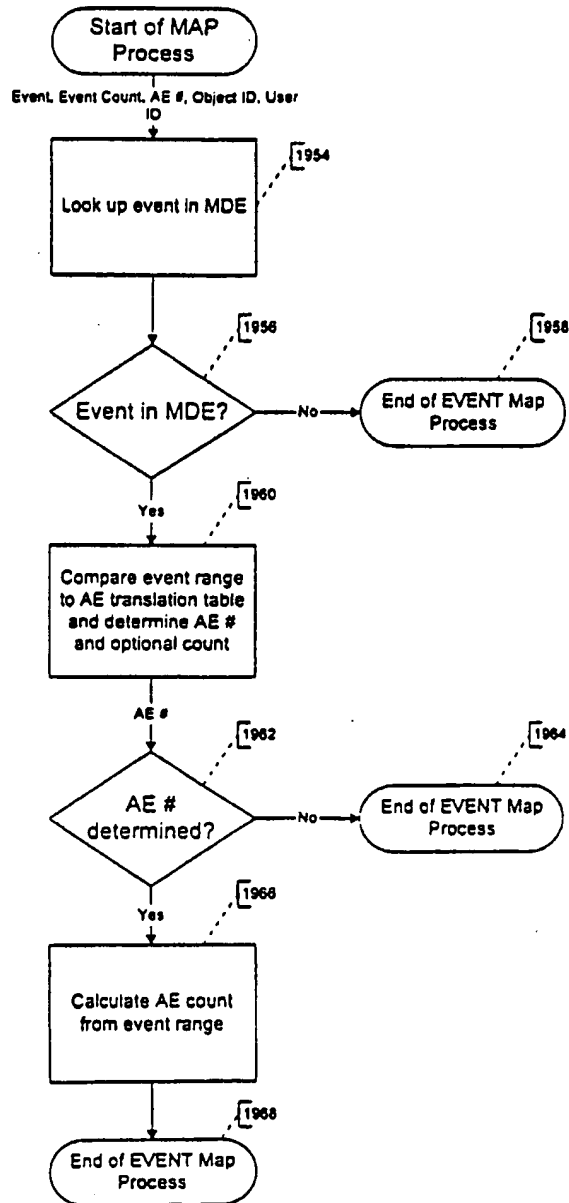 Start of MAP
Process
Event, Event Count, AE #, Object ID, User
ID
1954
Look up event in MDE
1956
1958
Event in MDE?
No
End of EVENT Map
Process
Yes
1960
Compare event range
to AE translation table
and determine AE #
and optional count
AE #
1962
1964
AE #
determined?
No
End of EVENT Map
Process
Yes
1966
Calculate AE count
from event range
1968
End of EVENT Map
Process